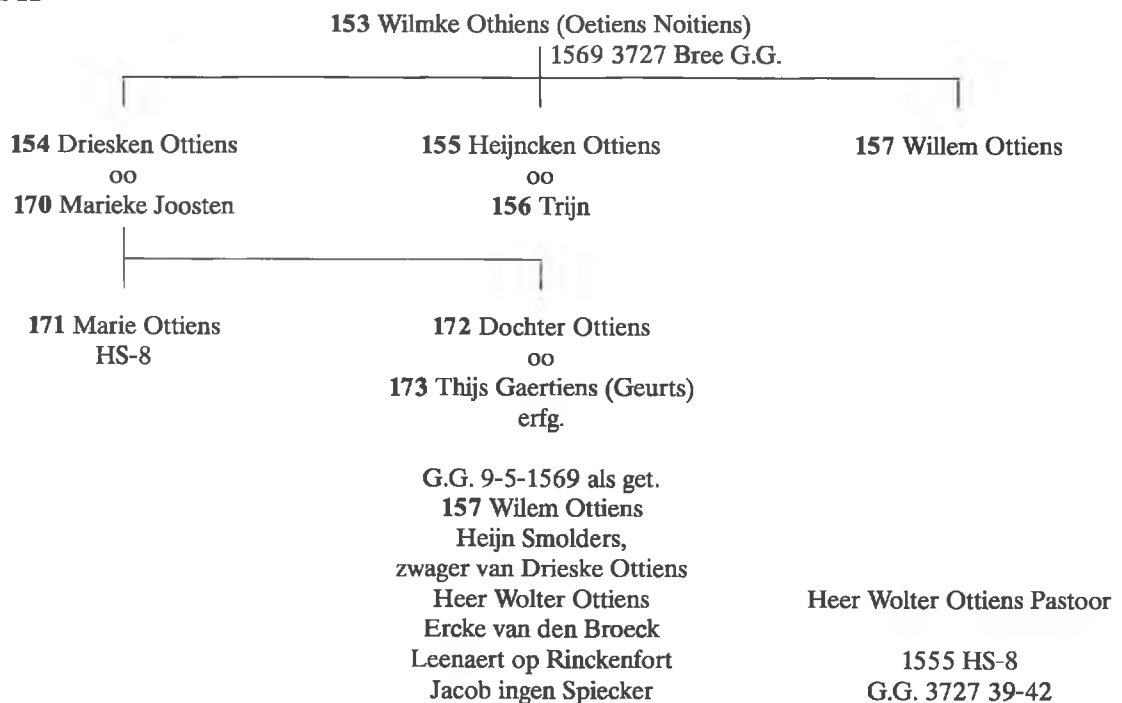 153 Wilmke Othiens (Oetiens Noitiens)
1569 3727 Bree G.G.
154 Driesken Ottiens
oo
170 Marieke Joosten
155 Heijncken Ottiens
oo
156 Trijn
157 Willem Ottiens
171 Marie Ottiens
HS-8
172 Dochter Ottiens
oo
173 Thijs Gaertiens (Geurts)
erfg.
G.G. 9-5-1569 als get.
157 Wilem Ottiens
Heijn Smolders,
zwager van Drieske Ottiens
Heer Wolter Ottiens
Ercke van den Broeck
Leenaert op Rinckenfort
Jacob ingen Spiecker
Heer Wolter Ottiens Pastoor
1555 HS-8
G.G. 3727 39-42